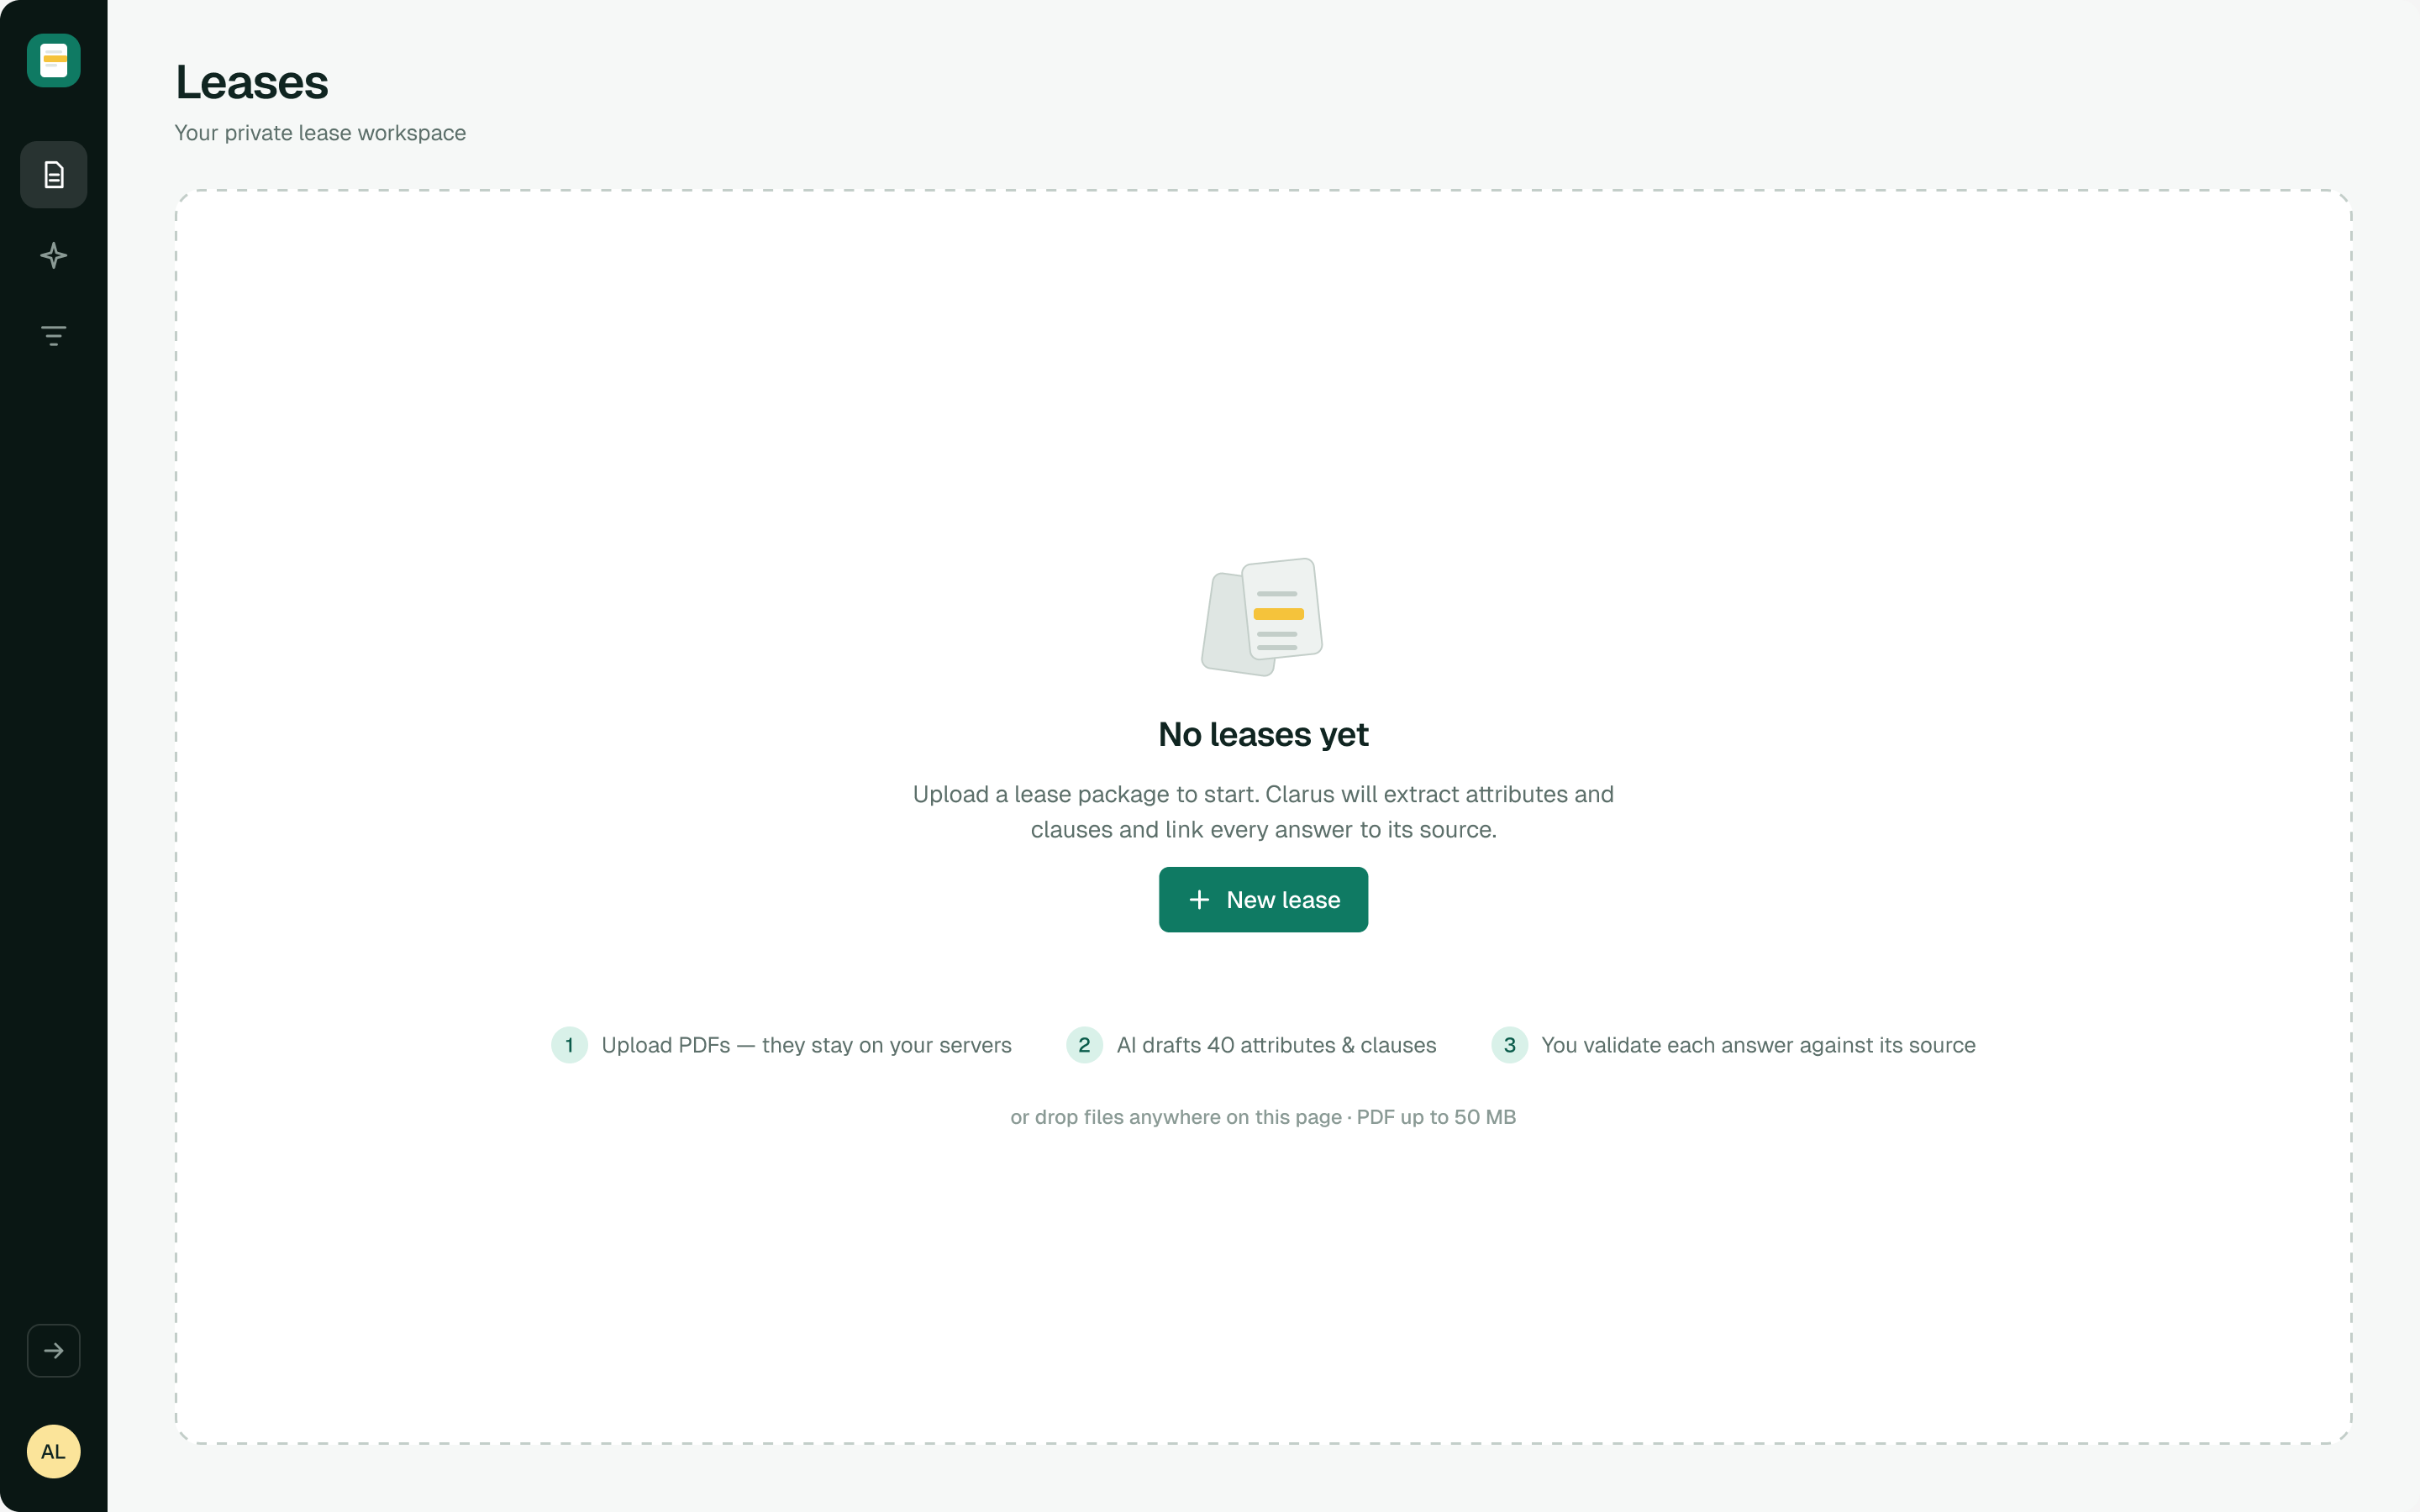 Leases
Your private lease workspace
No leases yet
Upload a lease package to start. Clarus will extract attributes and
clauses and link every answer to its source.
New lease
1 Upload PDFs — they stay on your servers
2 AI drafts 40 attributes & clauses
3 You validate each answer against its source
or drop files anywhere on this page · PDF up to 50 MB
AL